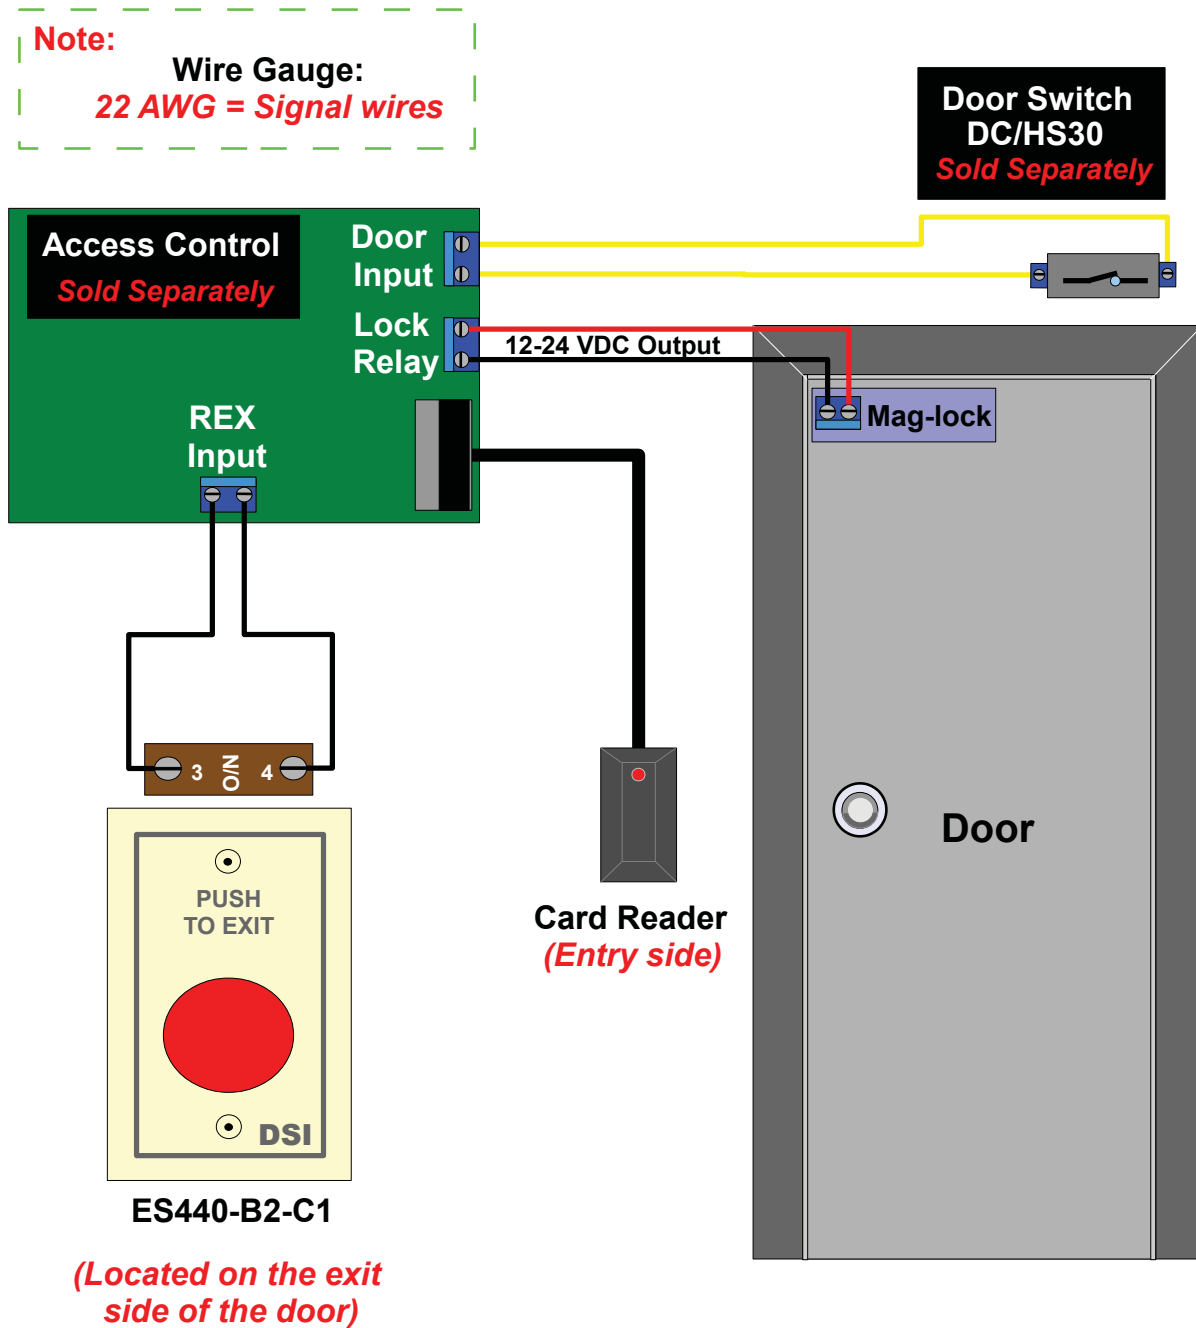 Note:
Wire Gauge:
22 AWG = Signal wires
Door Switch
DC/HS30
Sold Separately
Access Control
Sold Separately
Door
Input
Lock
Relay
12-24 VDC Output
REX
Input
Mag-lock
3 N/O 4
PUSH
TO EXIT
DSI
Card Reader
(Entry side)
Door
ES440-B2-C1
(Located on the exit
side of the door)